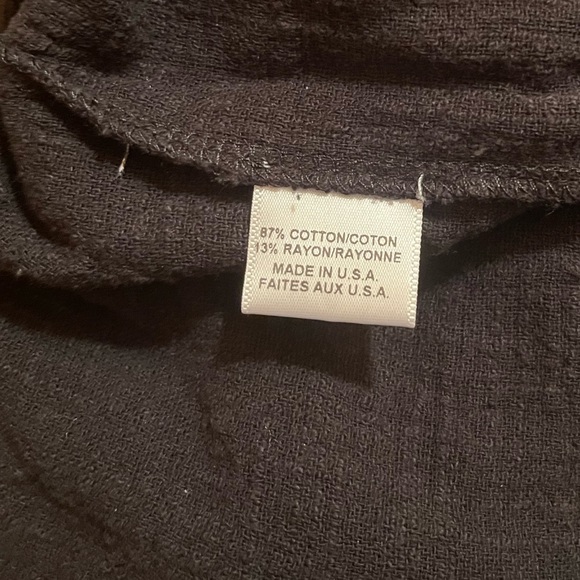 87% COTTON/COTON
13% RAYON/RAYONNE
MADE IN U.S.A.
FAITES AUX U.S.A.